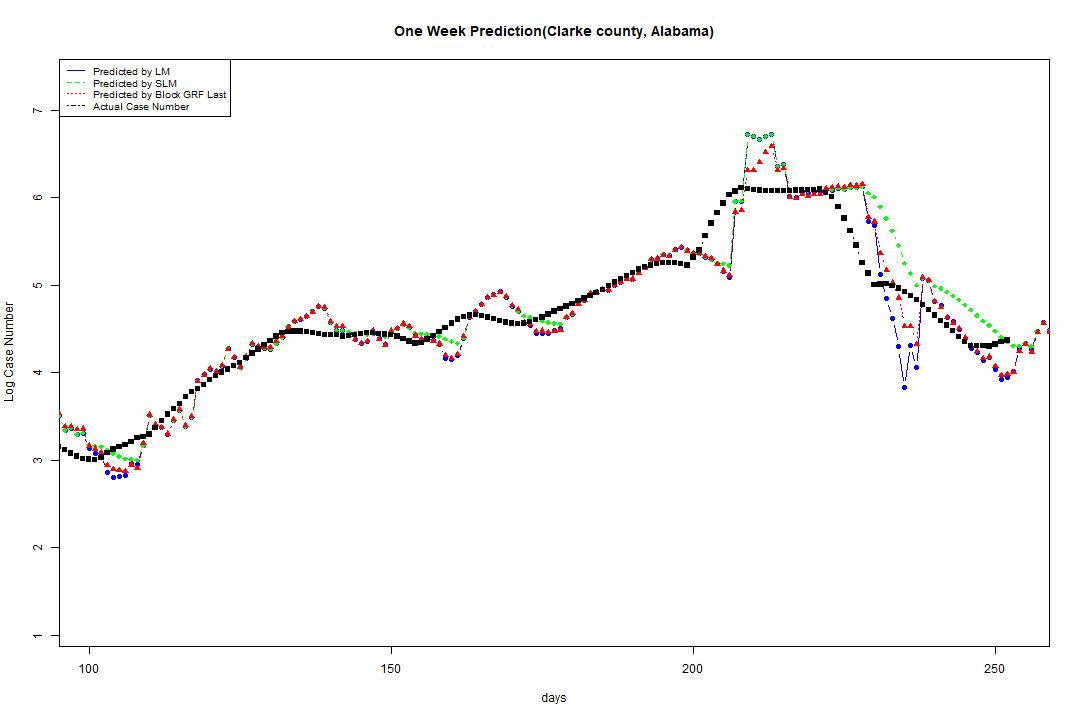 One Week Prediction(Clarke county, Alabama)
Predicted by LM
Predicted by SLM
Predicted by Block GRF Last
Actual Case Number
Log Case Number
7
6
5
4
3
2
1
100 150 200 250
days